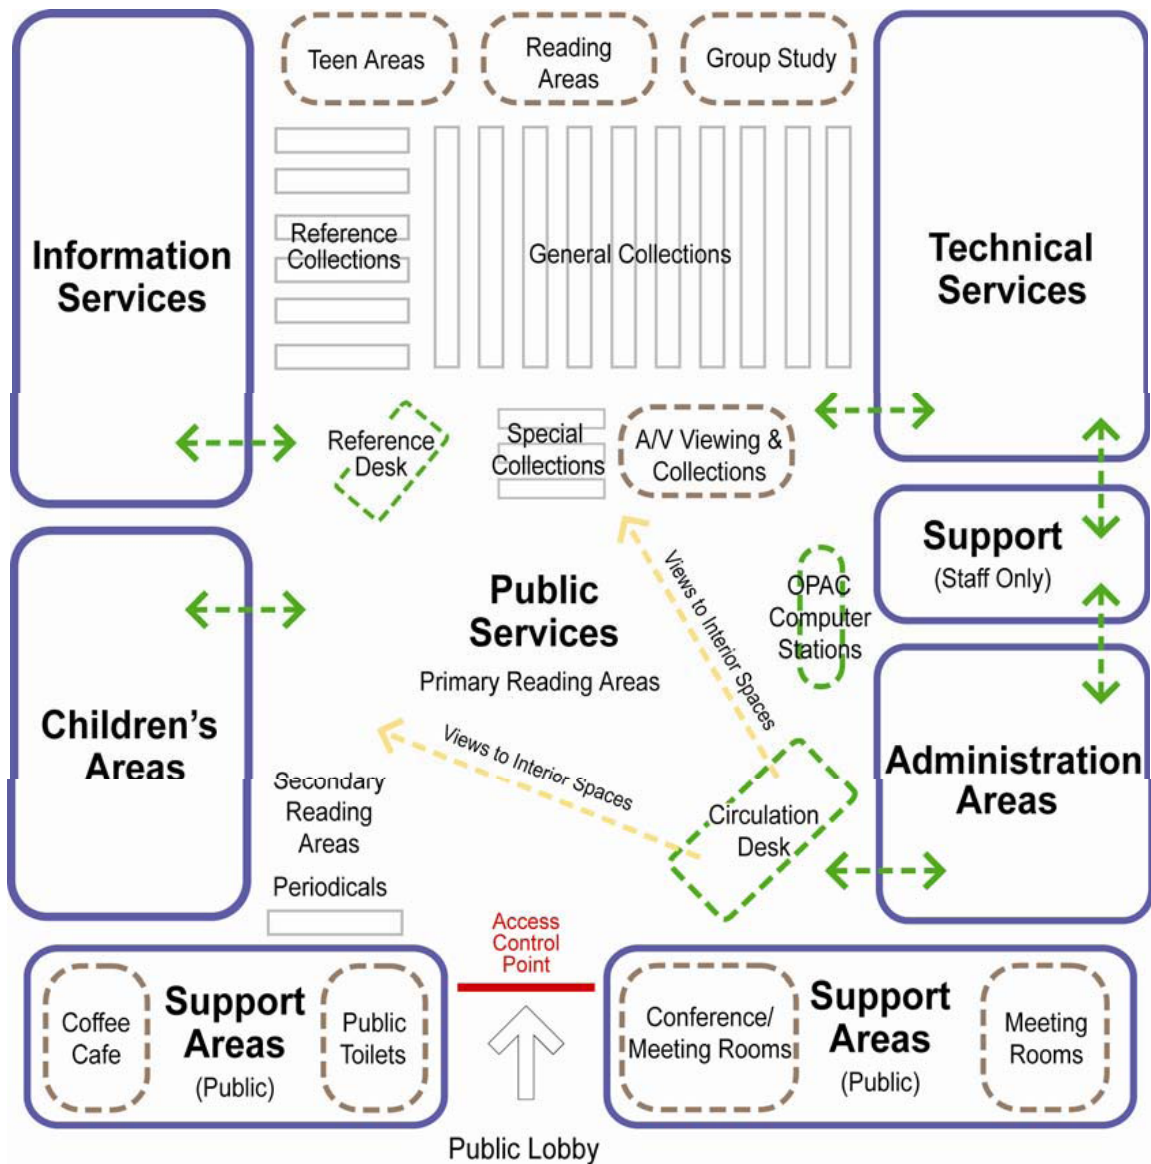 Teen Areas
Reading
Areas
Group Study
Information
Services
Reference
Collections
General Collections
Technical
Services
Reference
Desk
Special
Collections
A/V Viewing &
Collections
Support
(Staff Only)
OPAC
Computer
Stations
Public
Services
Primary Reading Areas
Views to Interior Spaces
Views to Interior Spaces
Children's
Areas
Secondary
Reading
Areas
Periodicals
Circulation
Desk
Administration
Areas
Access
Control
Point
Coffee
Cafe
Support
Areas
(Public)
Public
Toilets
Conference/
Meeting Rooms
Support
Areas
(Public)
Meeting
Rooms
Public Lobby